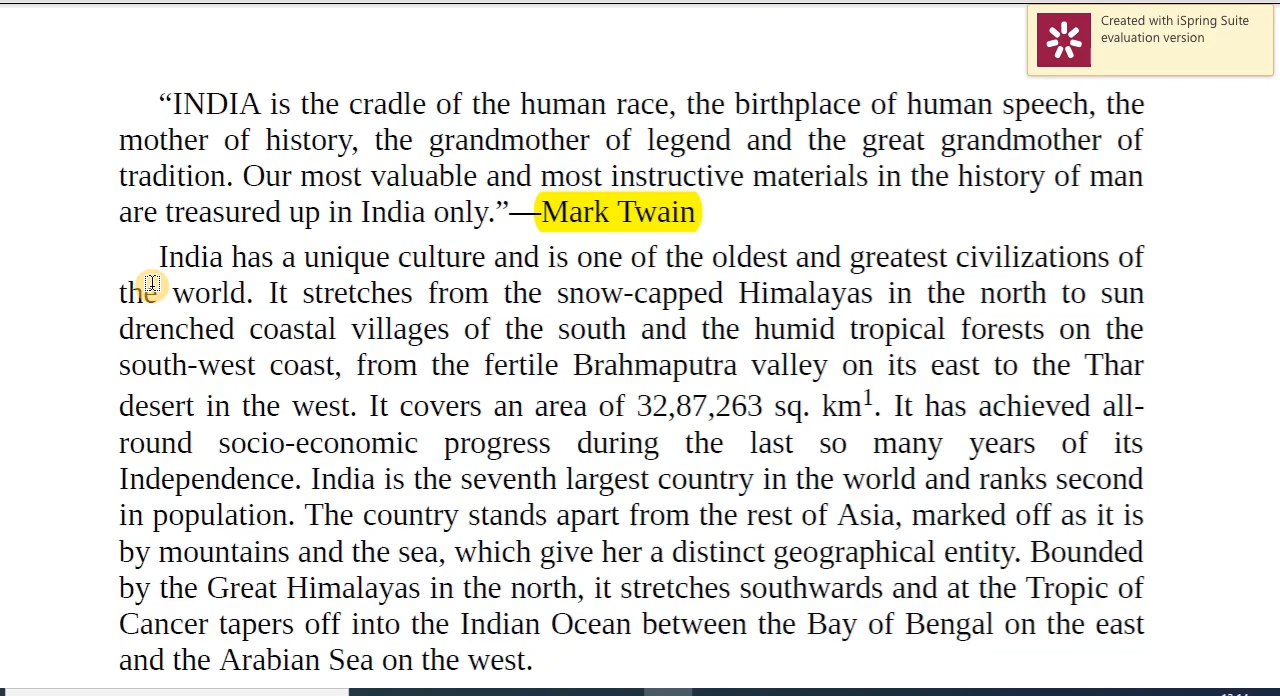 Created with iSpring Suite
evaluation version
“INDIA is the cradle of the human race, the birthplace of human speech, the
mother of history, the grandmother of legend and the great grandmother of
tradition. Our most valuable and most instructive materials in the history of man
are treasured up in India only.”—Mark Twain
India has a unique culture and is one of the oldest and greatest civilizations of
the world. It stretches from the snow-capped Himalayas in the north to sun
drenched coastal villages of the south and the humid tropical forests on the
south-west coast, from the fertile Brahmaputra valley on its east to the Thar
desert in the west. It covers an area of 32,87,263 sq. km¹. It has achieved all-
round socio-economic progress during the last so many years of its
Independence. India is the seventh largest country in the world and ranks second
in population. The country stands apart from the rest of Asia, marked off as it is
by mountains and the sea, which give her a distinct geographical entity. Bounded
by the Great Himalayas in the north, it stretches southwards and at the Tropic of
Cancer tapers off into the Indian Ocean between the Bay of Bengal on the east
and the Arabian Sea on the west.